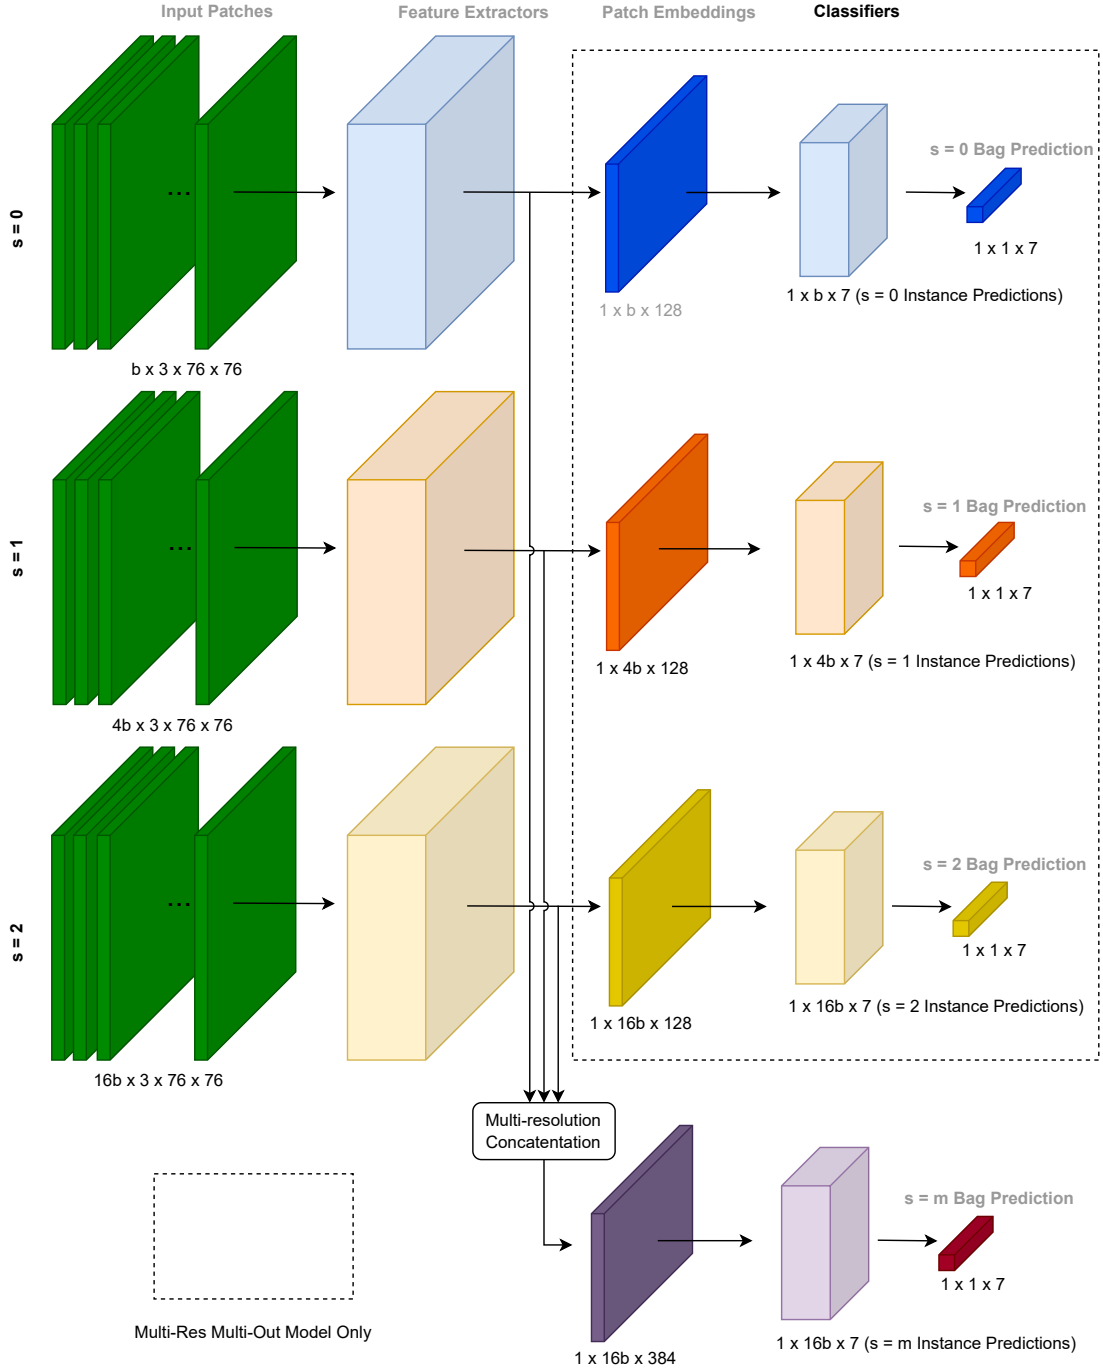 Input Patches
Feature Extractors
Patch Embeddings
Classifiers
s = 0
...
b x 3 x 76 x 76
1 x b x 128
1 x b x 7 (s = 0 Instance Predictions)
s = 0 Bag Prediction
1 x 1 x 7
s = 1
...
4b x 3 x 76 x 76
1 x 4b x 128
1 x 4b x 7 (s = 1 Instance Predictions)
s = 1 Bag Prediction
1 x 1 x 7
s = 2
...
16b x 3 x 76 x 76
1 x 16b x 128
1 x 16b x 7 (s = 2 Instance Predictions)
s = 2 Bag Prediction
1 x 1 x 7
Multi-resolution
Concatentation
1 x 16b x 384
1 x 16b x 7 (s = m Instance Predictions)
s = m Bag Prediction
1 x 1 x 7
Multi-Res Multi-Out Model Only